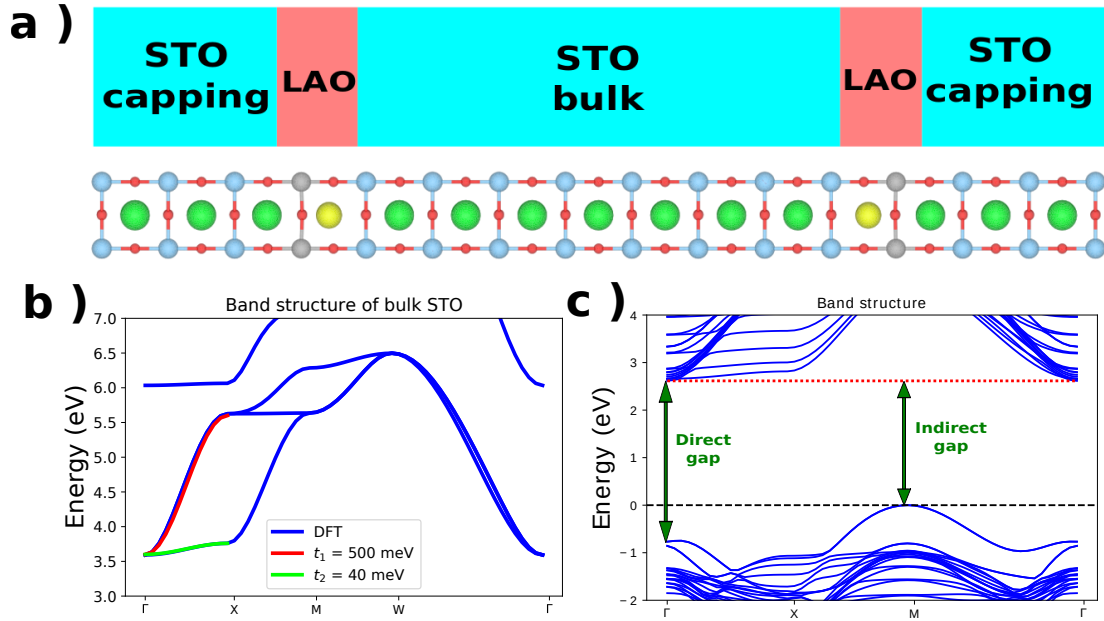 a )
STO
capping
LAO
STO
bulk
LAO
STO
capping
b )
Band structure of bulk STO
Energy (eV)
7.0
6.5
6.0
5.5
5.0
4.5
4.0
3.5
3.0
DFT
t₁ = 500 meV
t₂ = 40 meV
Γ X M W Γ
c )
Band structure
Energy (eV)
4
3
2
1
0
−1
−2
Direct
gap
Indirect
gap
Γ X M Γ